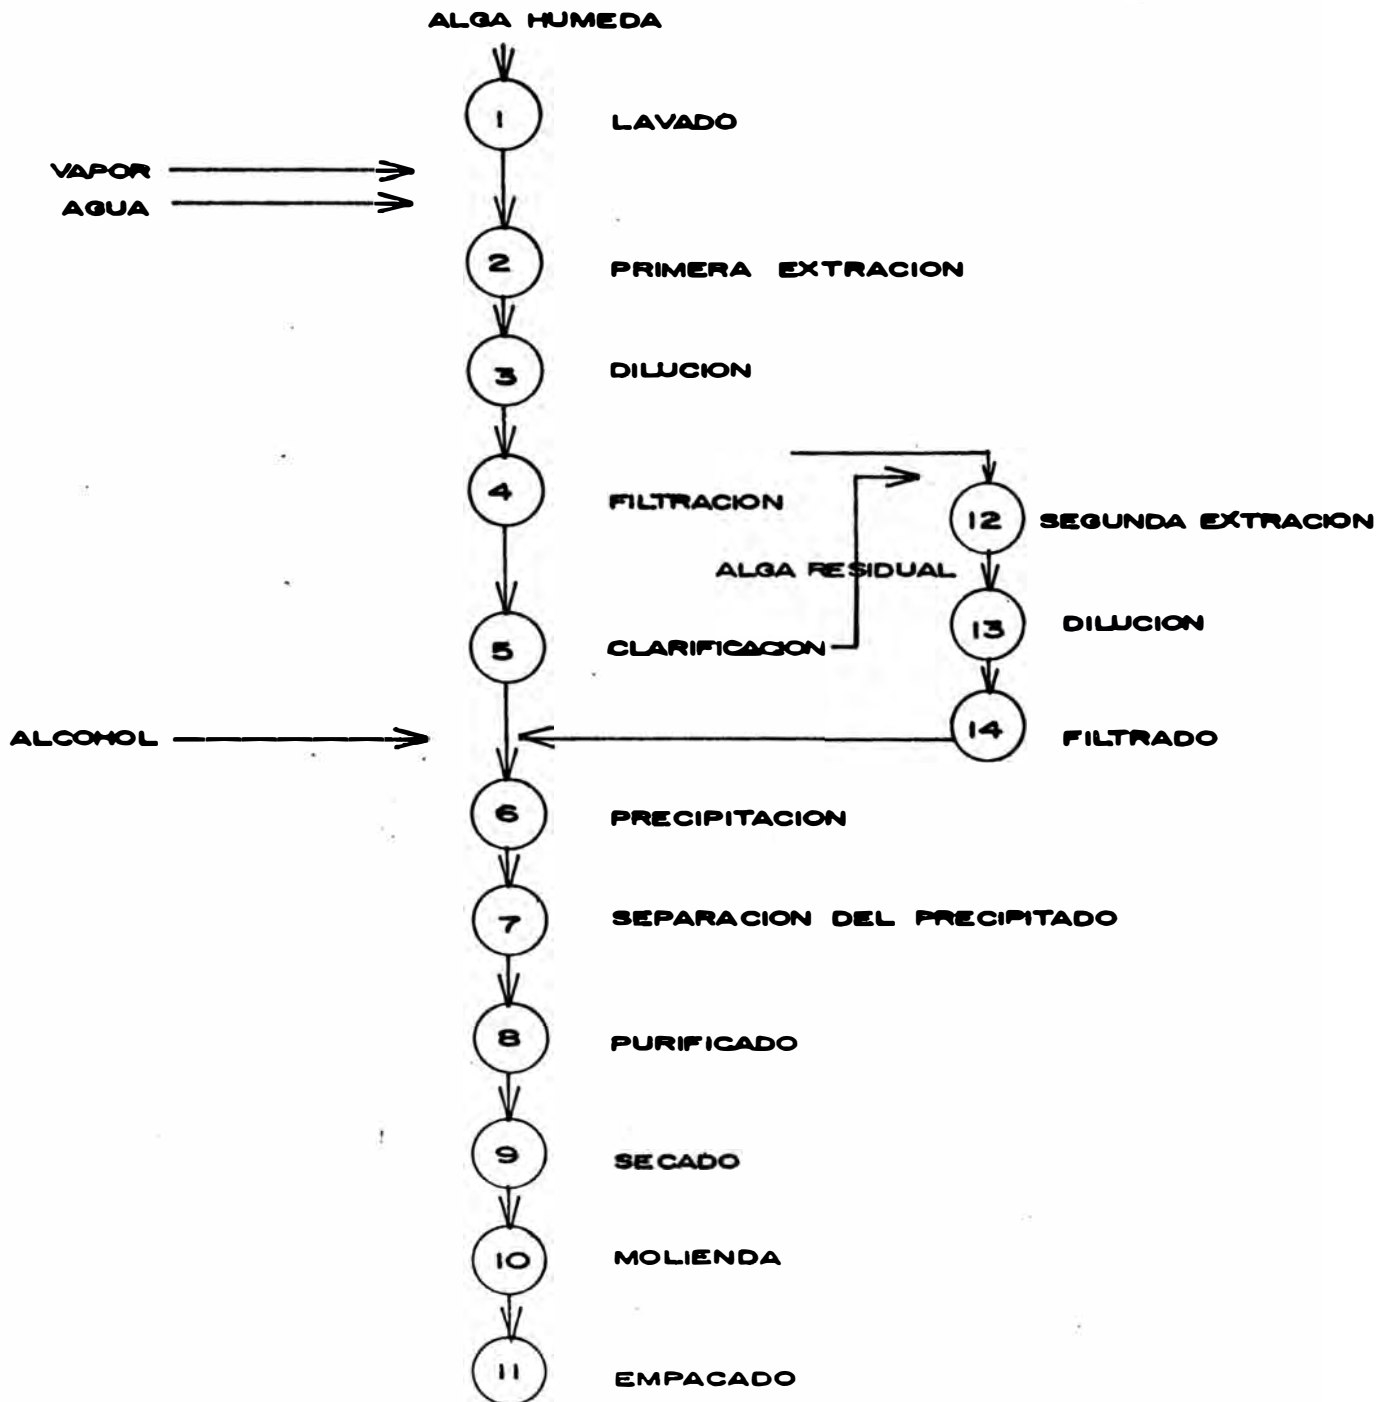 ALGA HUMEDA
1 LAVADO
VAPOR
AGUA
2 PRIMERA EXTRACION
3 DILUCION
4 FILTRACION
12 SEGUNDA EXTRACION
ALGA RESIDUAL
13 DILUCION
5 CLARIFICACION
14 FILTRADO
ALCOHOL
6 PRECIPITACION
7 SEPARACION DEL PRECIPITADO
8 PURIFICADO
9 SECADO
10 MOLIENDA
11 EMPACADO